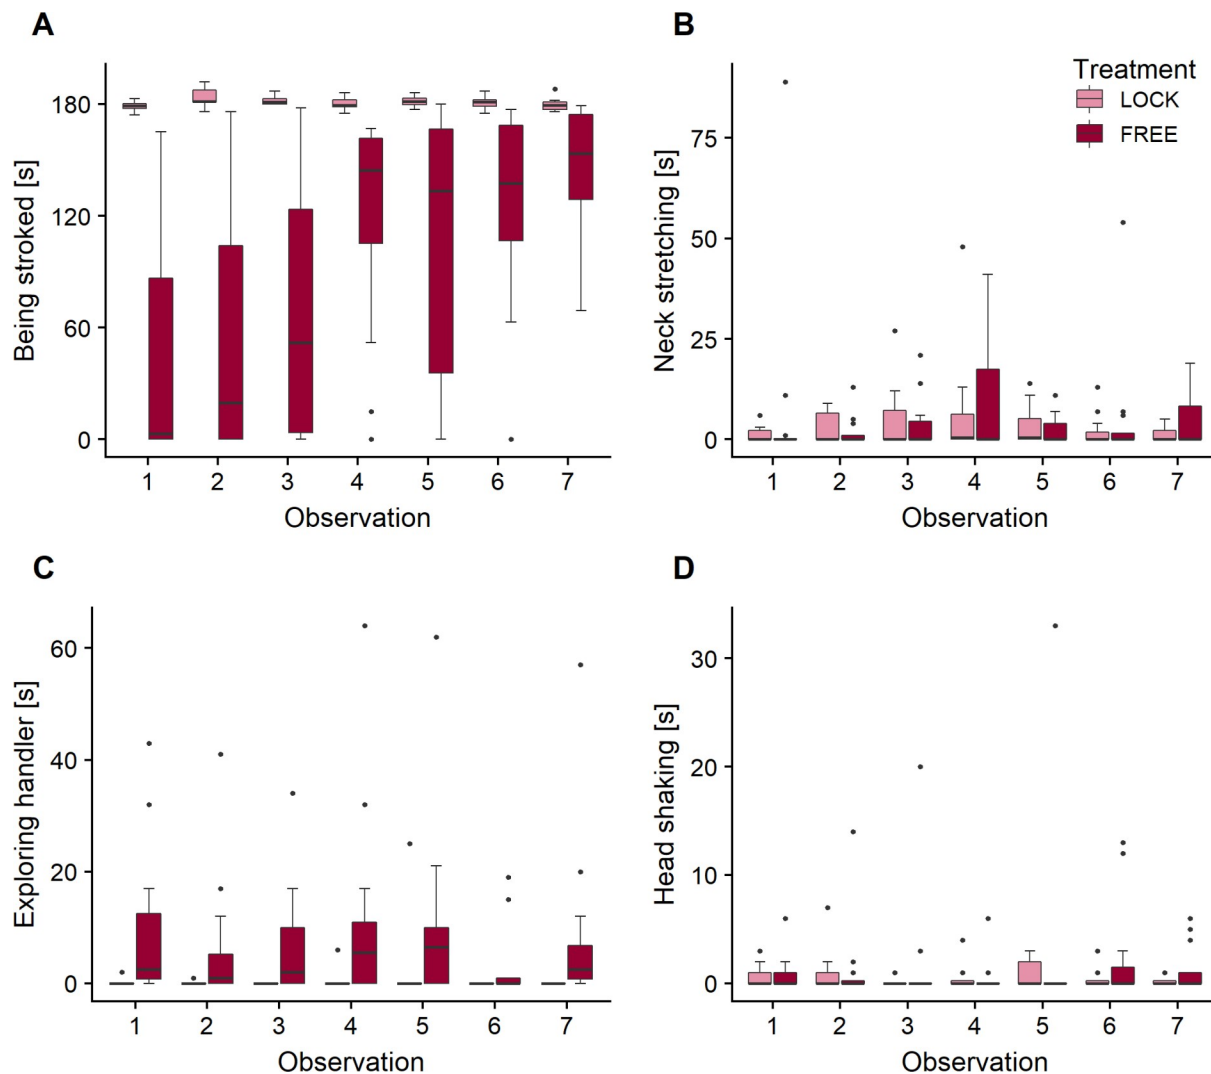 A
Being stroked [s]
180
120
60
0
1 2 3 4 5 6 7
Observation
B
Treatment
LOCK
FREE
Neck stretching [s]
75
50
25
0
1 2 3 4 5 6 7
Observation
C
Exploring handler [s]
60
40
20
0
1 2 3 4 5 6 7
Observation
D
Head shaking [s]
30
20
10
0
1 2 3 4 5 6 7
Observation